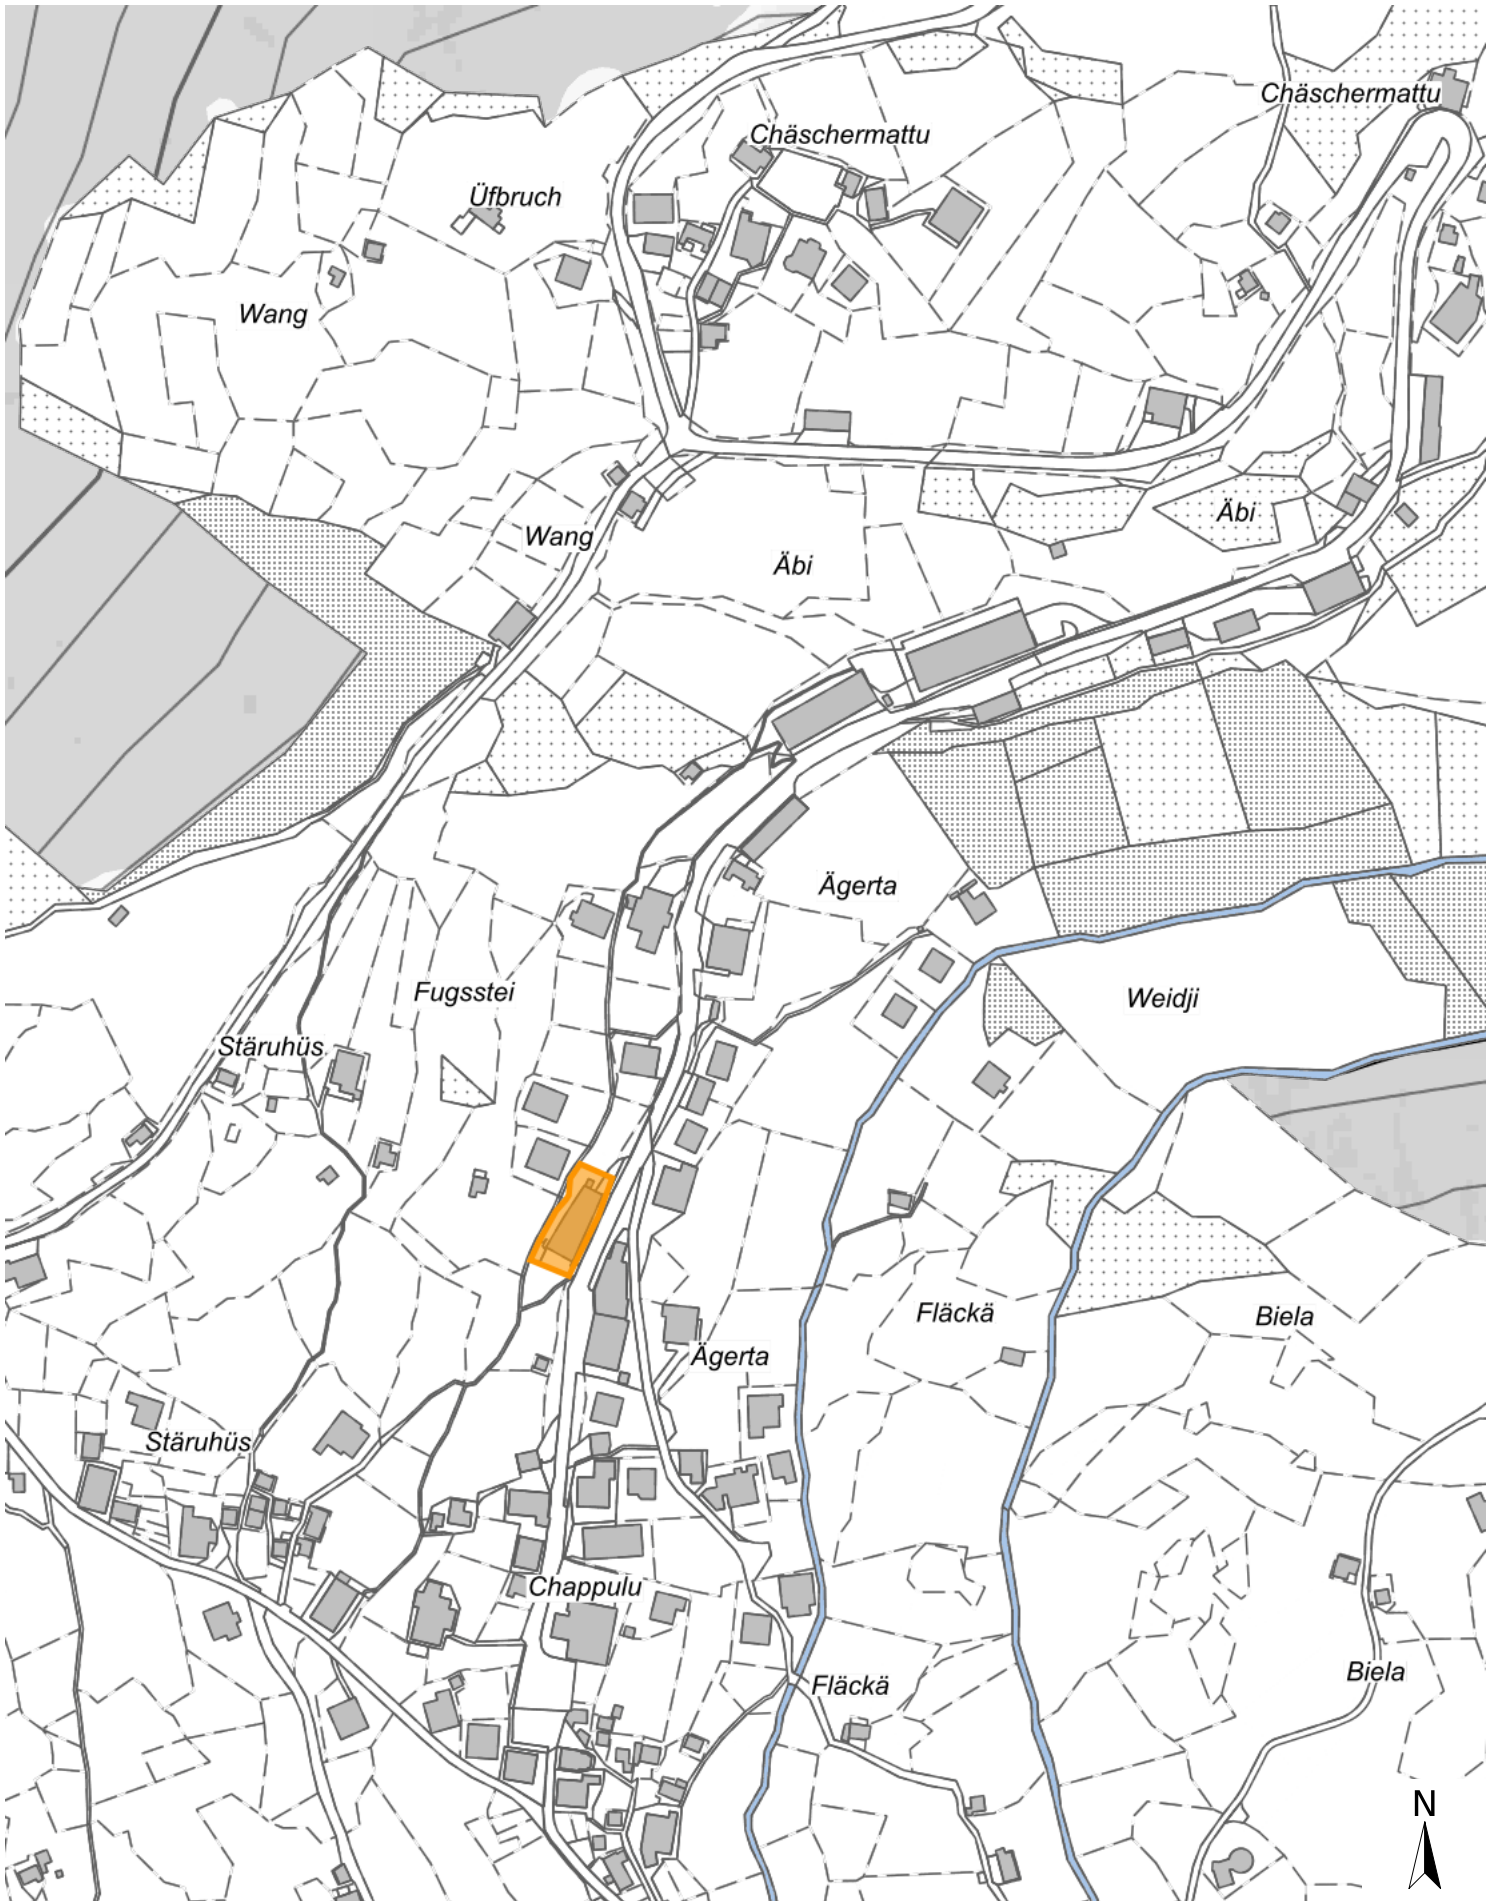 Chäschermattu
Chäschermattu
Üfbruch
Wang
Äbi
Wang
Äbi
Ägerta
Fugsstei
Weidji
Stäruhüs
Fläckä
Biela
Ägerta
Stäruhüs
Chappulu
Biela
Fläckä
N